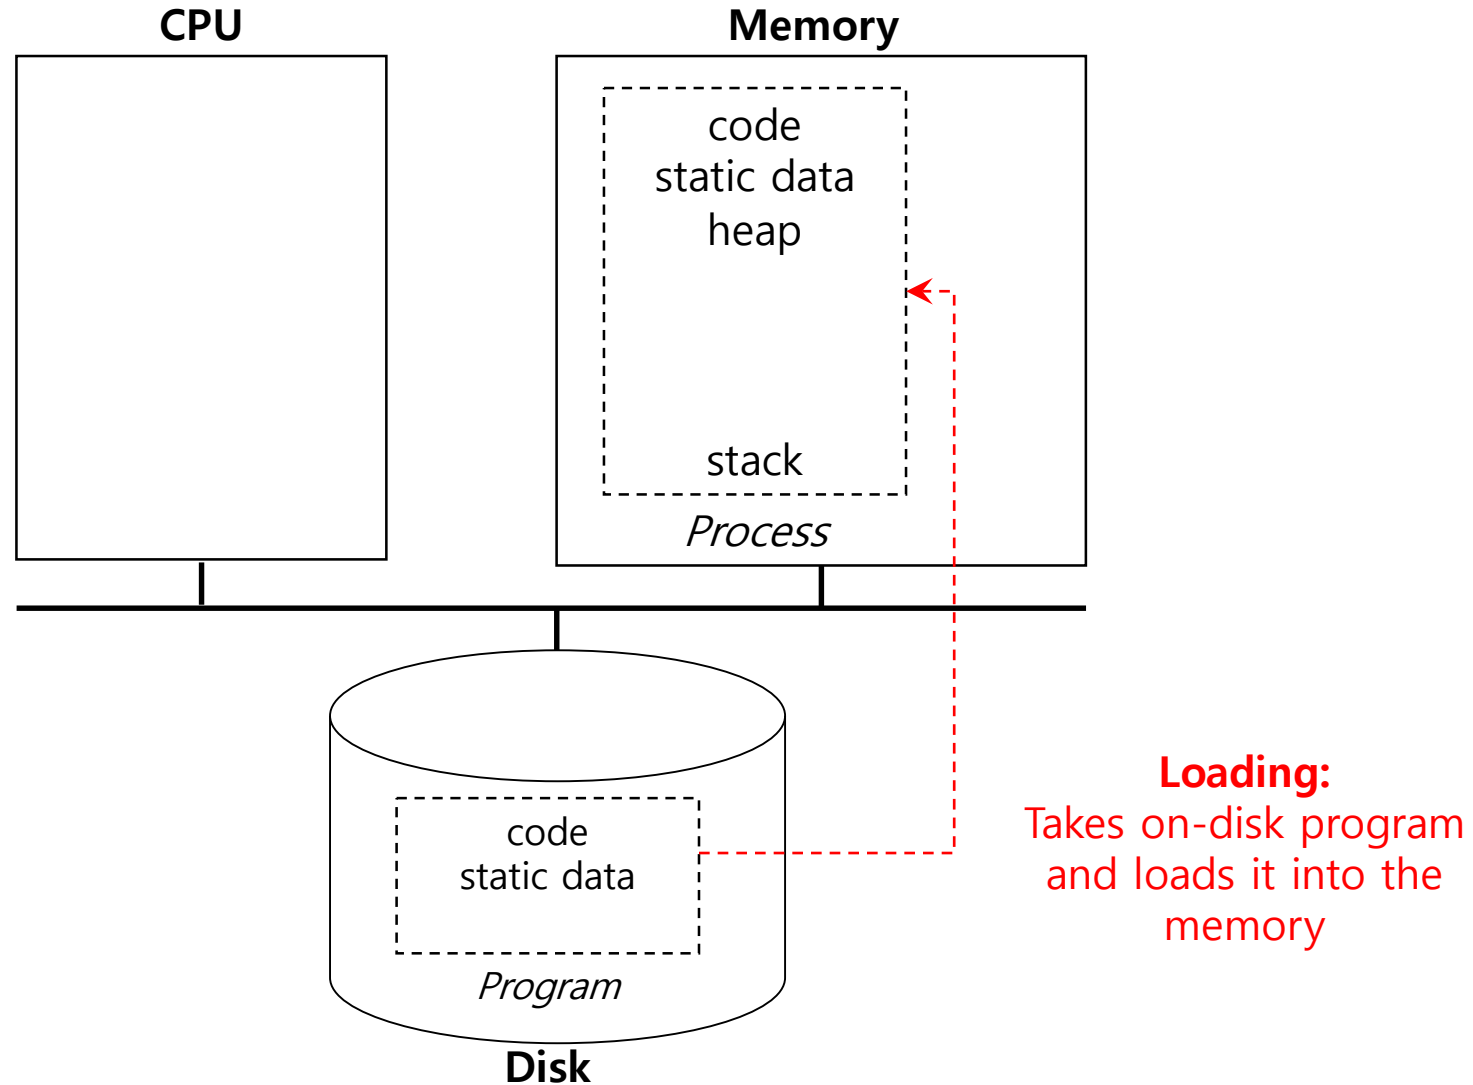 CPU
Memory
code
static data
heap
stack
Process
code
static data
Program
Disk
Loading:
Takes on-disk program
and loads it into the
memory